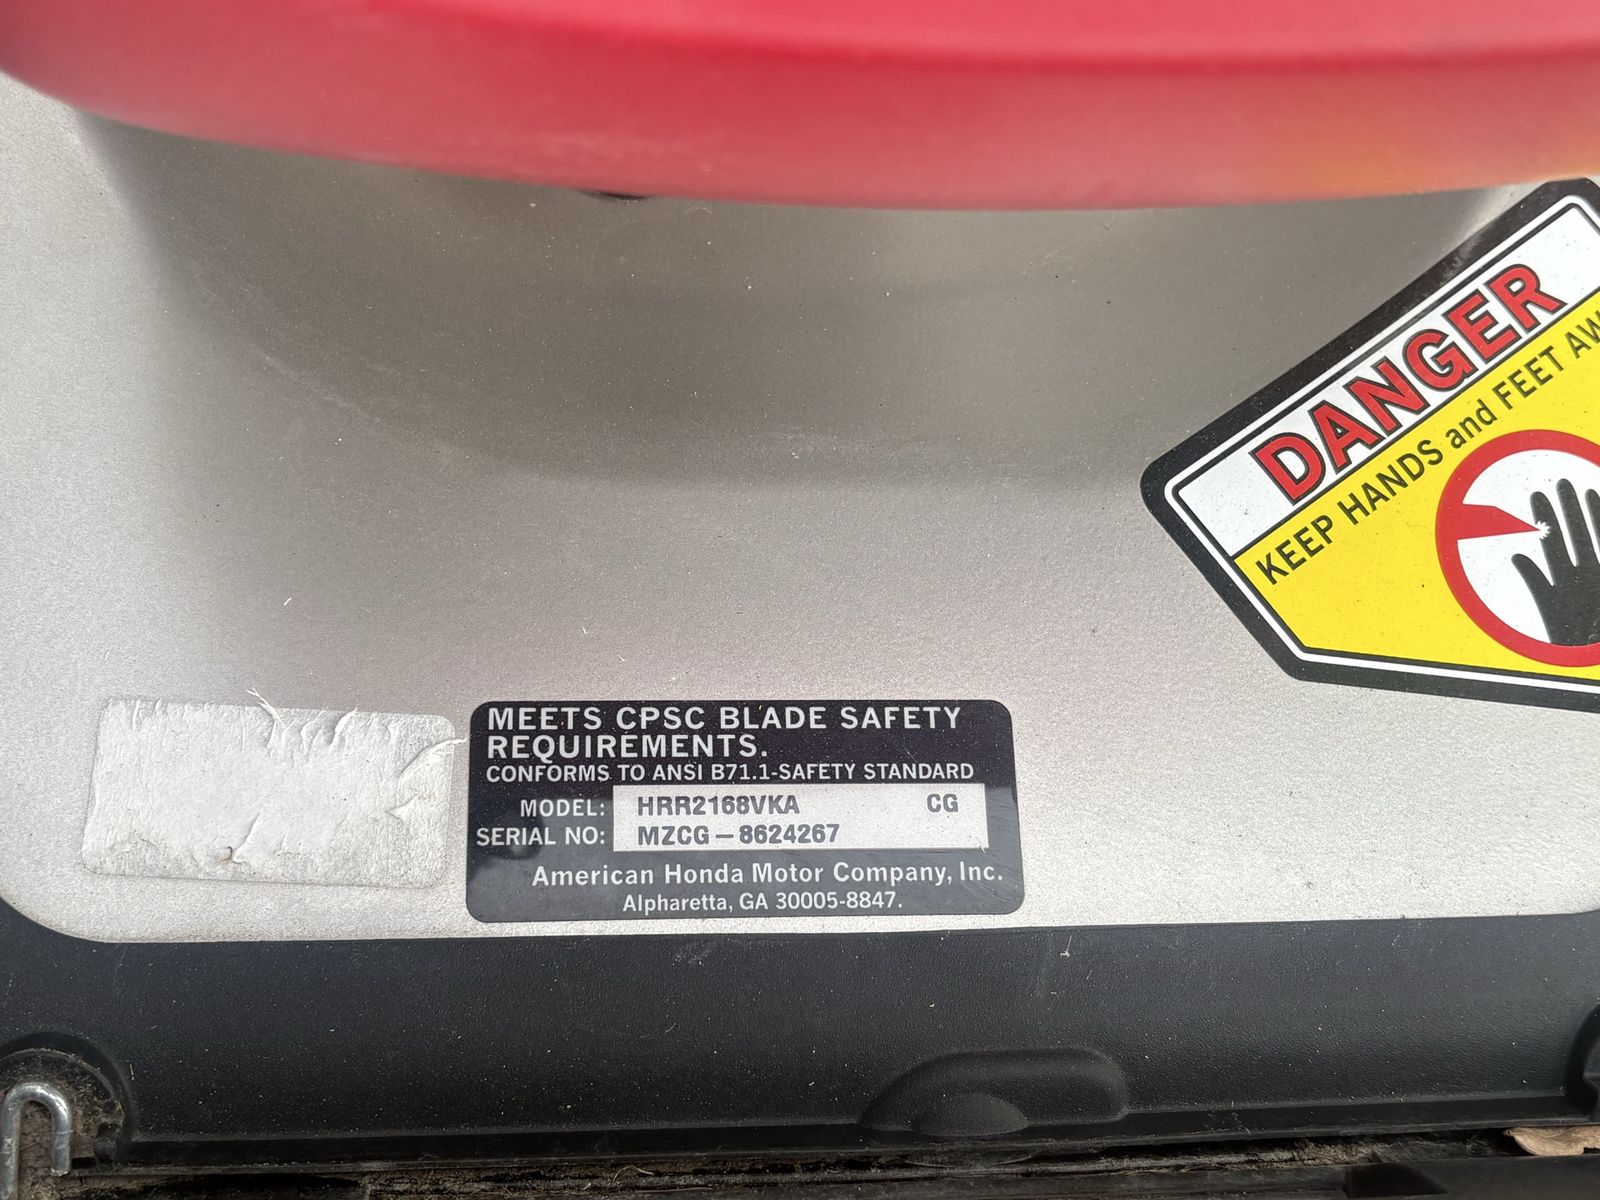 DANGER
KEEP HANDS and FEET
MEETS CPSC BLADE SAFETY
REQUIREMENTS.
CONFORMS TO ANSI B71.1-SAFETY STANDARD
MODEL: HRR2168VKA CG
SERIAL NO: MZCG-8624267
American Honda Motor Company, Inc.
Alpharetta, GA 30005-8847.